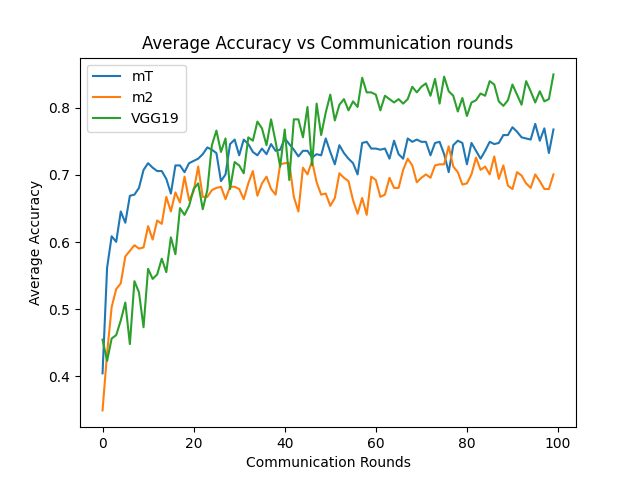 Average Accuracy vs Communication rounds
mT
m2
VGG19
Average Accuracy
0.8
0.7
0.6
0.5
0.4
0 20 40 60 80 100
Communication Rounds